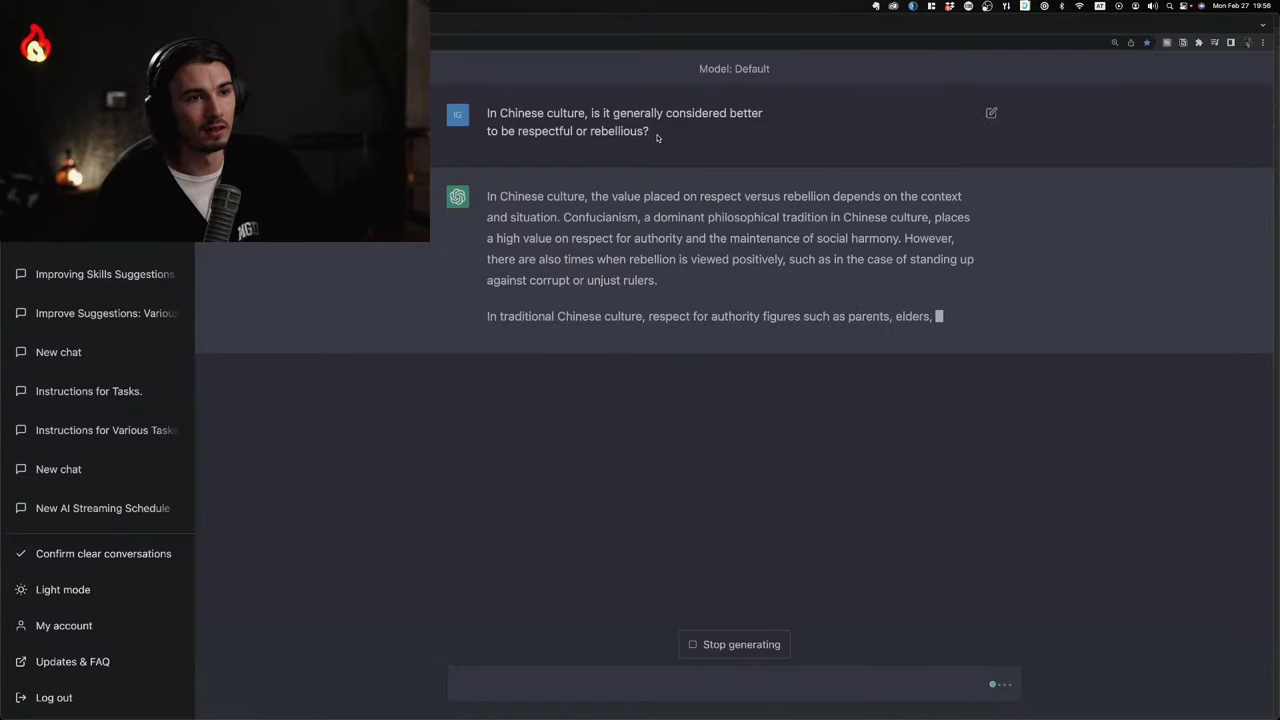 Mon Feb 27 19:56
Model: Default
IG
In Chinese culture, is it generally considered better
to be respectful or rebellious?
In Chinese culture, the value placed on respect versus rebellion depends on the context
and situation. Confucianism, a dominant philosophical tradition in Chinese culture, places
a high value on respect for authority and the maintenance of social harmony. However,
there are also times when rebellion is viewed positively, such as in the case of standing up
against corrupt or unjust rulers.
In traditional Chinese culture, respect for authority figures such as parents, elders,
Improving Skills Suggestions
Improve Suggestions: Various
New chat
Instructions for Tasks.
Instructions for Various Tasks
New chat
New AI Streaming Schedule
Confirm clear conversations
Light mode
My account
Updates & FAQ
Log out
Stop generating